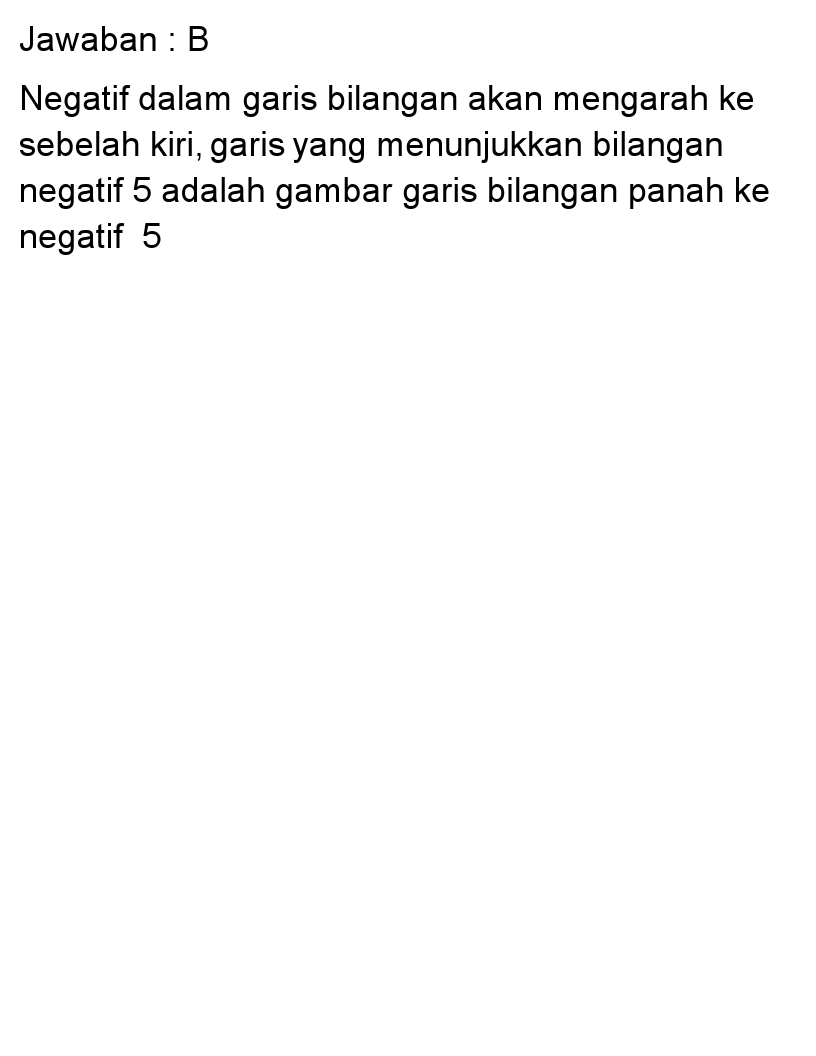 Jawaban : B
Negatif dalam garis bilangan akan mengarah ke
sebelah kiri, garis yang menunjukkan bilangan
negatif 5 adalah gambar garis bilangan panah ke
negatif  5